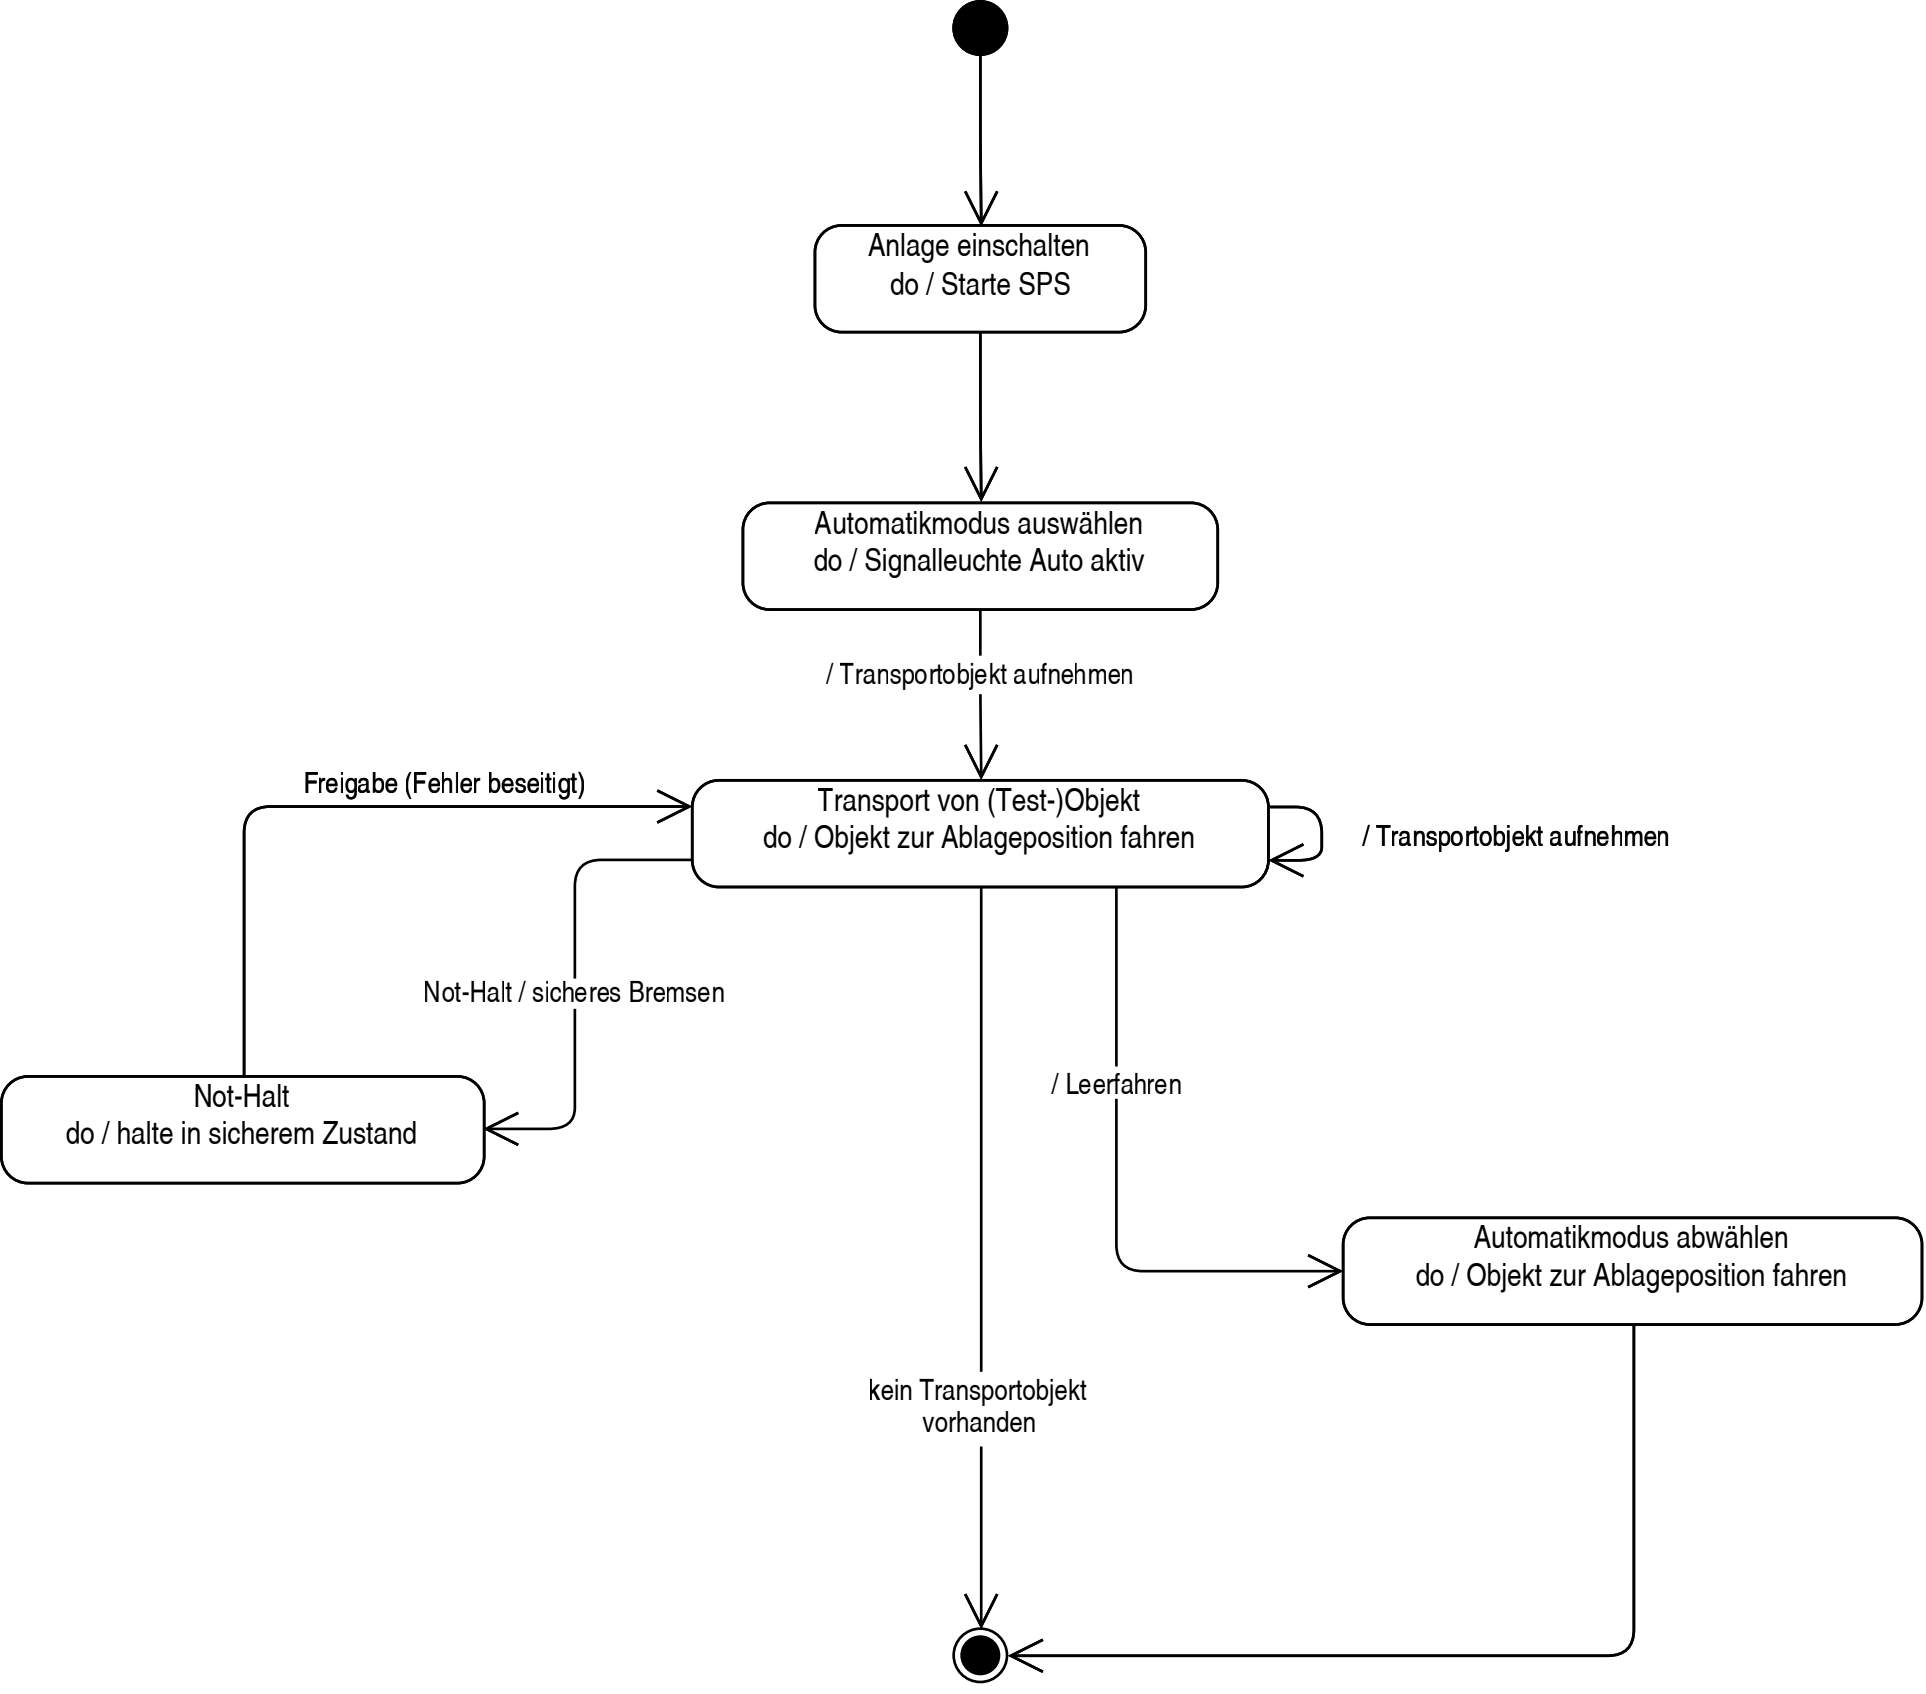 Anlage einschalten
do / Starte SPS
Automatikmodus auswählen
do / Signalleuchte Auto aktiv
/ Transportobjekt aufnehmen
Freigabe (Fehler beseitigt)
Transport von (Test-)Objekt
do / Objekt zur Ablageposition fahren
/ Transportobjekt aufnehmen
Not-Halt / sicheres Bremsen
/ Leerfahren
Not-Halt
do / halte in sicherem Zustand
Automatikmodus abwählen
do / Objekt zur Ablageposition fahren
kein Transportobjekt
vorhanden